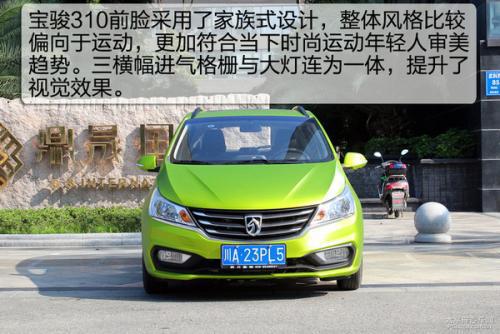 宝骏310前脸采用了家族式设计，整体风格比较
偏向于运动，更加符合当下时尚运动年轻人审美
趋势。三横幅进气格栅与大灯连为一体，提升了
视觉效果。
川A·23PL5